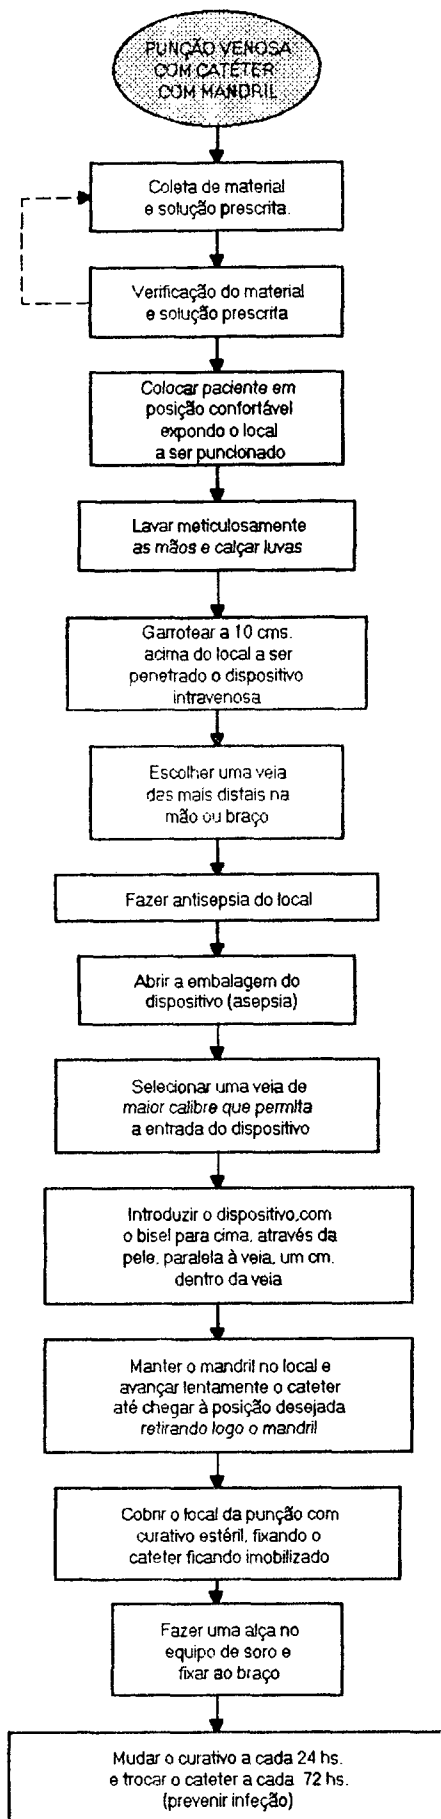 PUNÇÃO VENOSA
COM CATÉTER
COM MANDRIL
Coleta de material
e solução prescrita.
Verificação do material
e solução prescrita
Colocar paciente em
posição confortável
expondo o local
a ser puncionado
Lavar meticulosamente
as mãos e calçar luvas
Garrotear a 10 cms.
acima do local a ser
penetrado o dispositivo
intravenosa
Escolher uma veia
das mais distais na
mão ou braço
Fazer antisepsia do local
Abrir a embalagem do
dispositivo (asepsia)
Selecionar uma veia de
maior calibre que permita
a entrada do dispositivo
Introduzir o dispositivo,com
o bisel para cima, através da
pele, paralela à veia, um cm.
dentro da veia
Manter o mandril no local e
avançar lentamente o cateter
até chegar à posição desejada
retirando logo o mandril
Cobrir o local da punção com
curativo estéril, fixando o
cateter ficando imobilizado
Fazer uma alça no
equipo de soro e
fixar ao braço
Mudar o curativo a cada 24 hs.
e trocar o cateter a cada 72 hs.
(prevenir infeção)